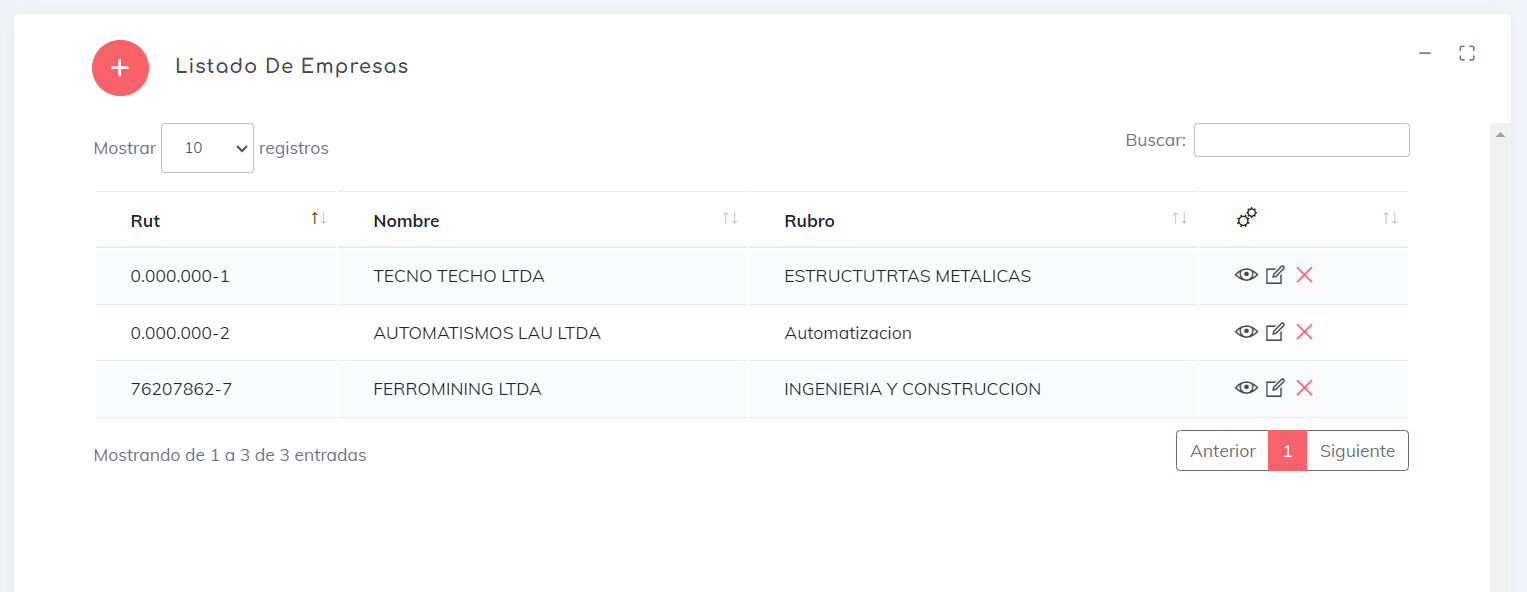 + Listado De Empresas
Mostrar 10 registros
Buscar:
Rut Nombre Rubro
0.000.000-1 TECNO TECHO LTDA ESTRUCTUTRTAS METALICAS
0.000.000-2 AUTOMATISMOS LAU LTDA Automatizacion
76207862-7 FERROMINING LTDA INGENIERIA Y CONSTRUCCION
Mostrando de 1 a 3 de 3 entradas
Anterior 1 Siguiente